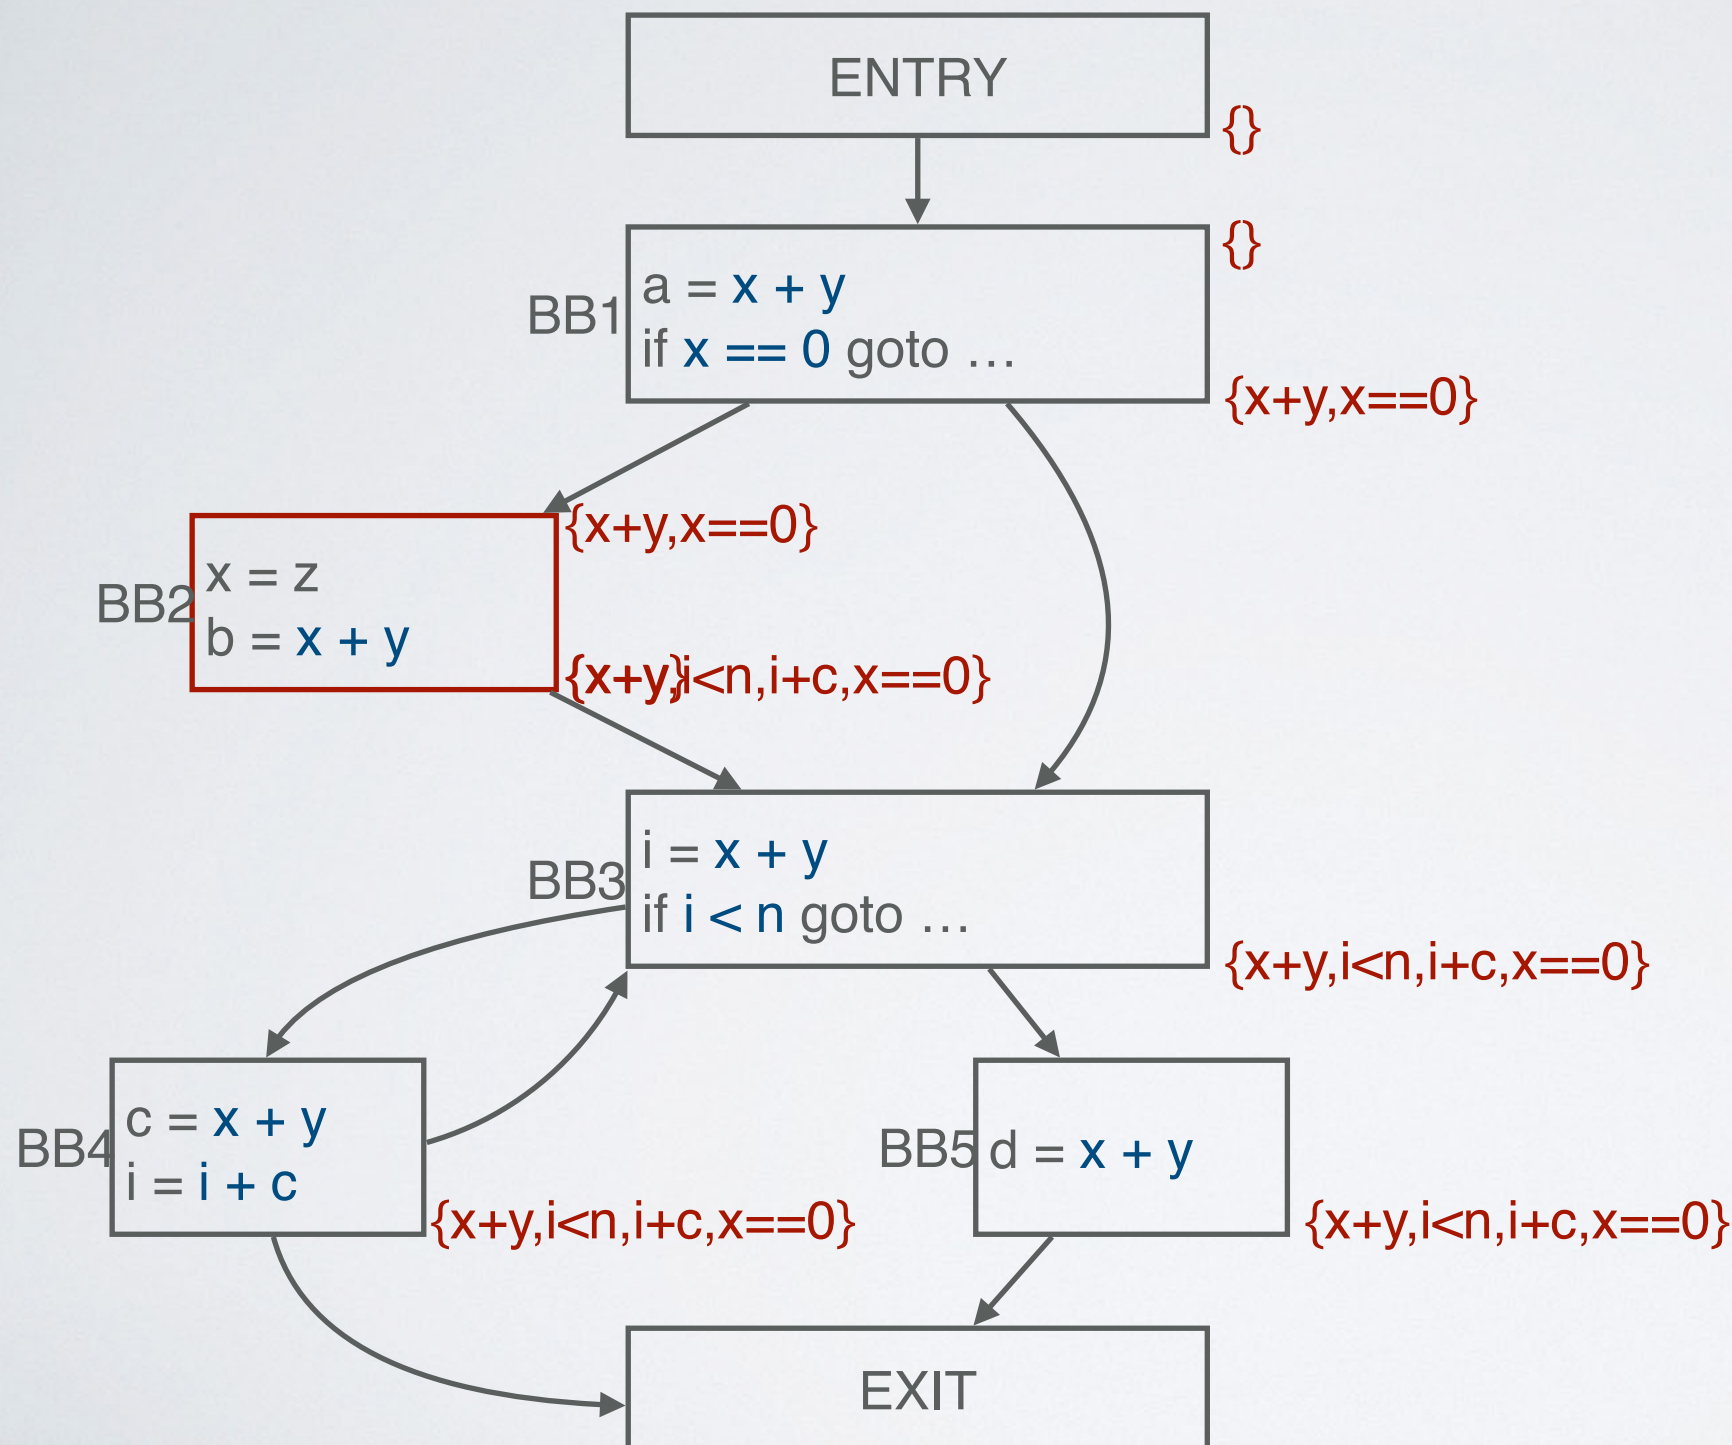 ENTRY
{}
{}
BB1
a = x + y
if x == 0 goto …
{x+y,x==0}
{x+y,x==0}
BB2
x = z
b = x + y
{x+y}
{x+y,i<n,i+c,x==0}
BB3
i = x + y
if i < n goto …
{x+y,i<n,i+c,x==0}
BB4
c = x + y
i = i + c
{x+y,i<n,i+c,x==0}
BB5
d = x + y
{x+y,i<n,i+c,x==0}
EXIT